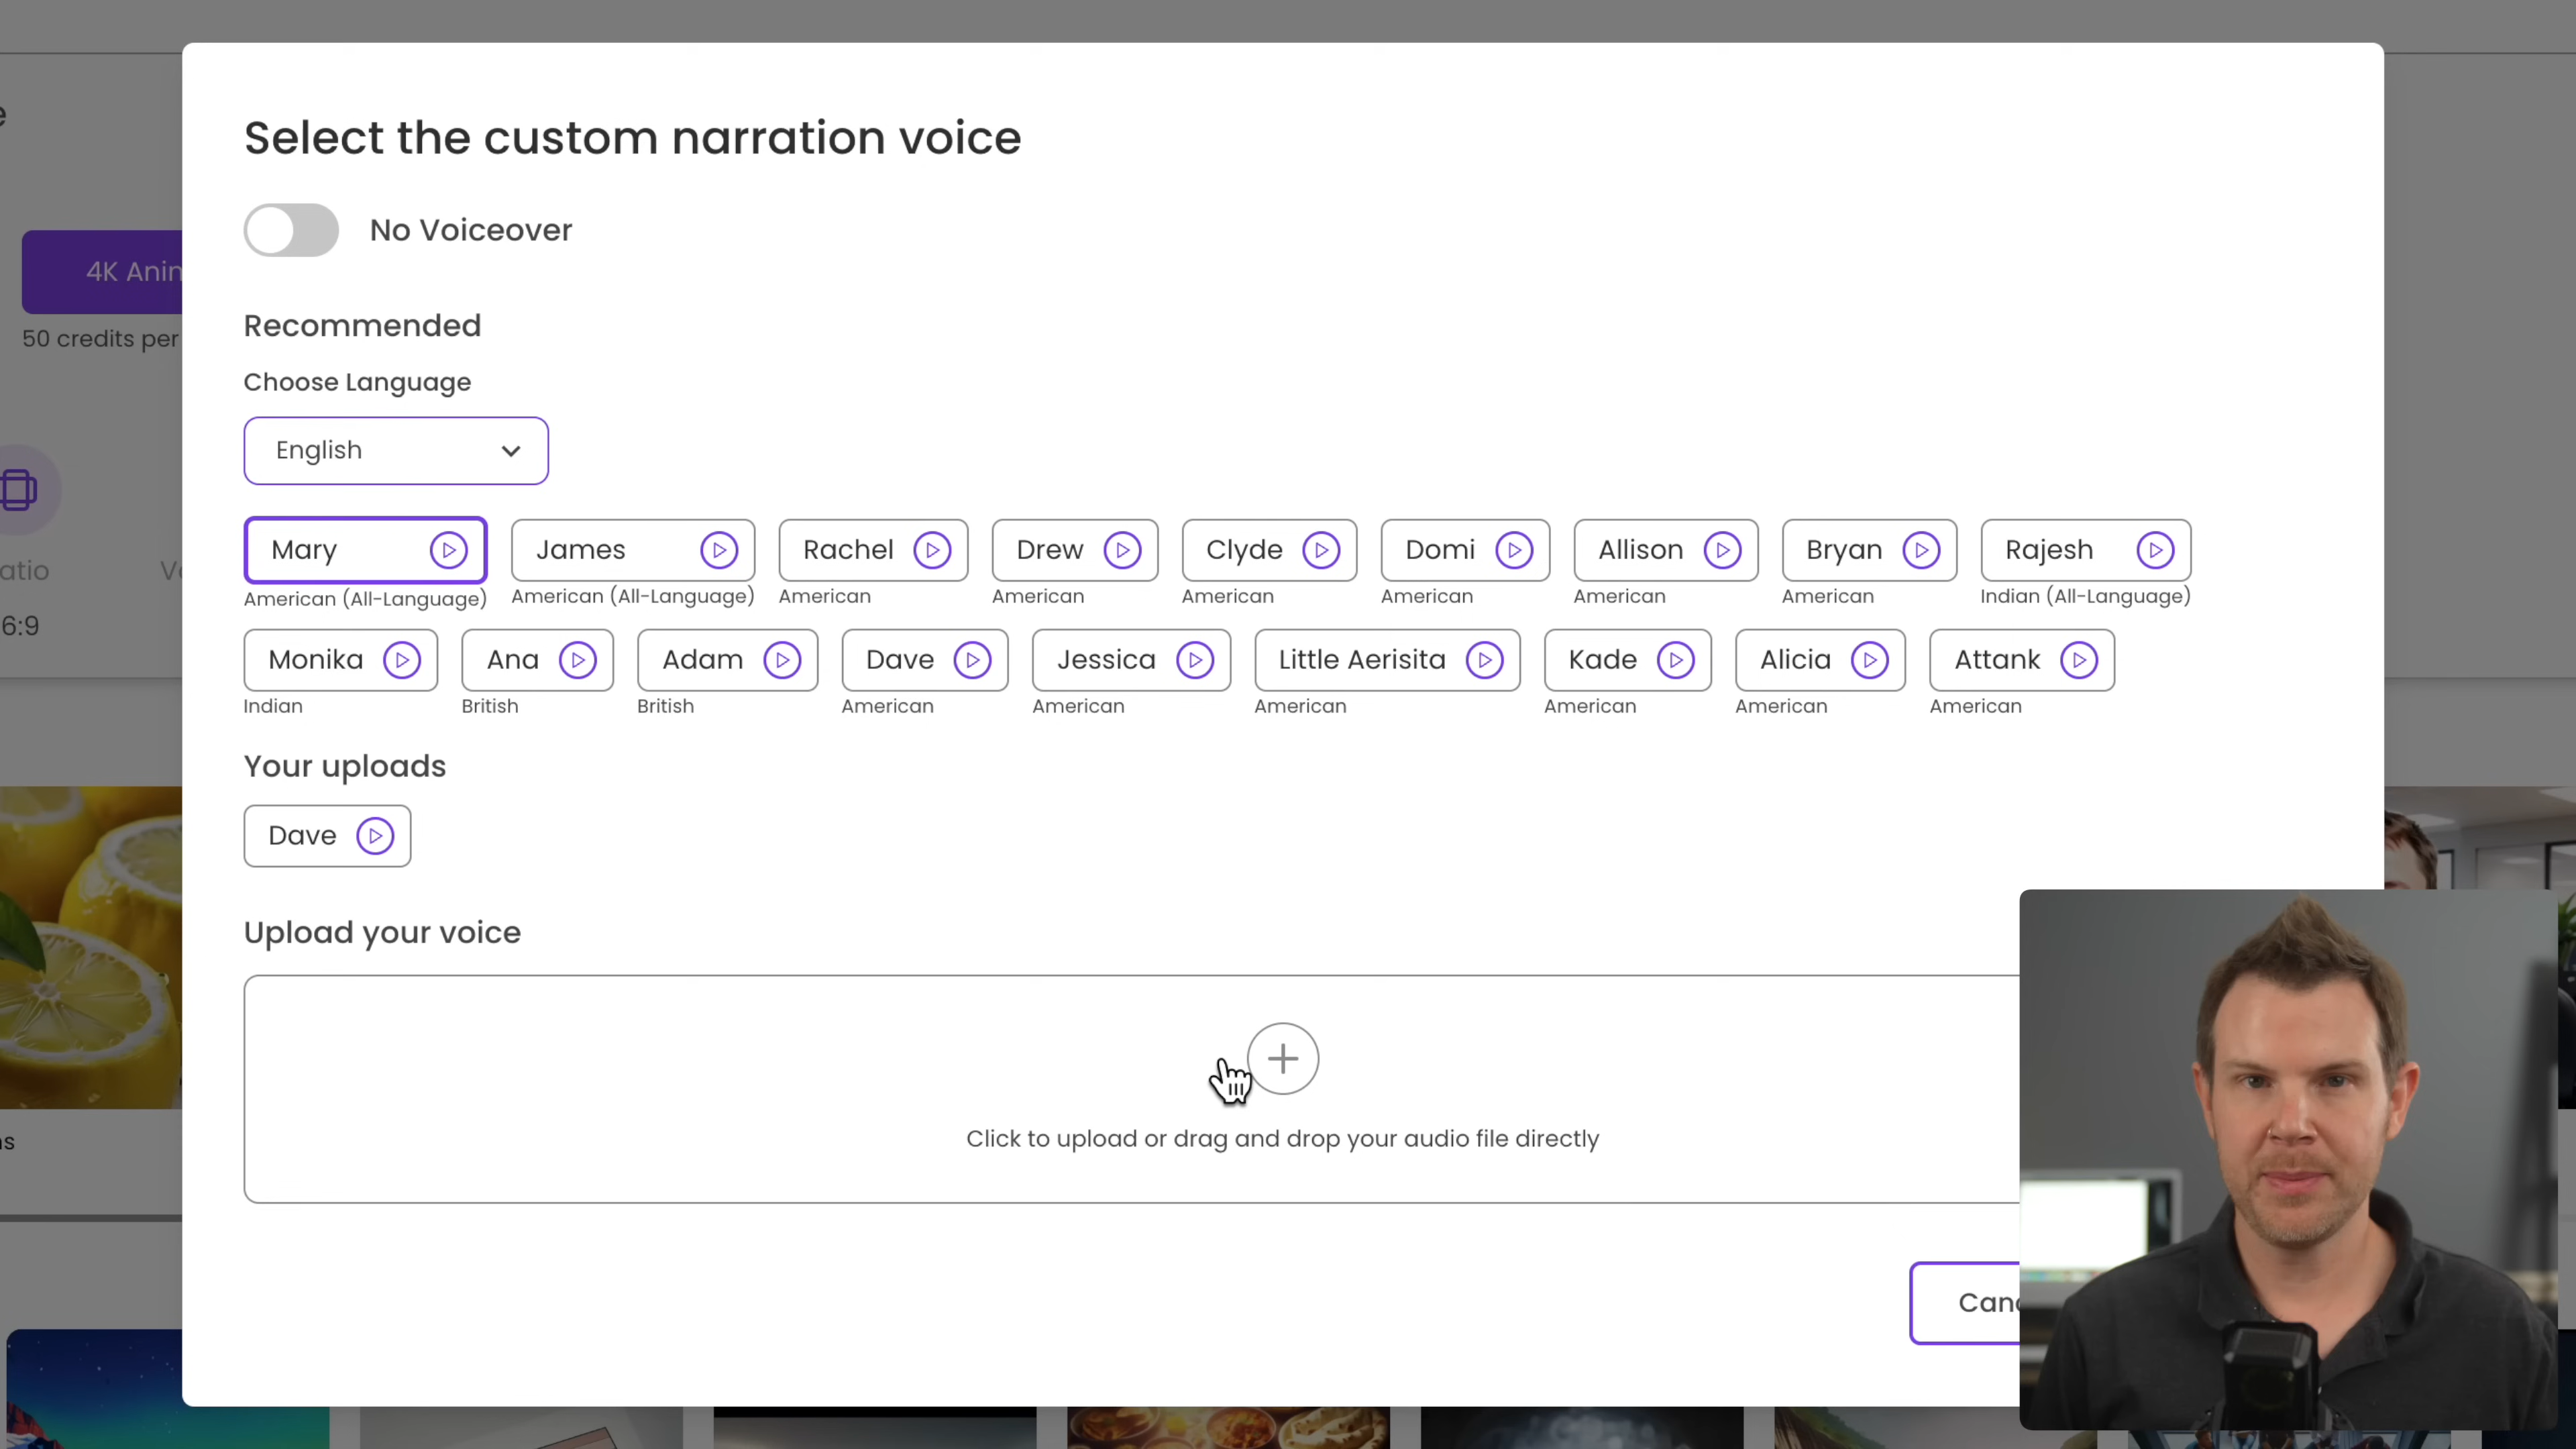 Select the custom narration voice
No Voiceover
4K Anin
50 credits per
Recommended
Choose Language
English
Mary James Rachel Drew Clyde Domi Allison Bryan Rajesh
American (All-Language) American (All-Language) American American American American American American Indian (All-Language)
atio
6:9
Monika Ana Adam Dave Jessica Little Aerisita Kade Alicia Attank
Indian British British American American American American American American
Your uploads
Dave
Upload your voice
Click to upload or drag and drop your audio file directly
Canc